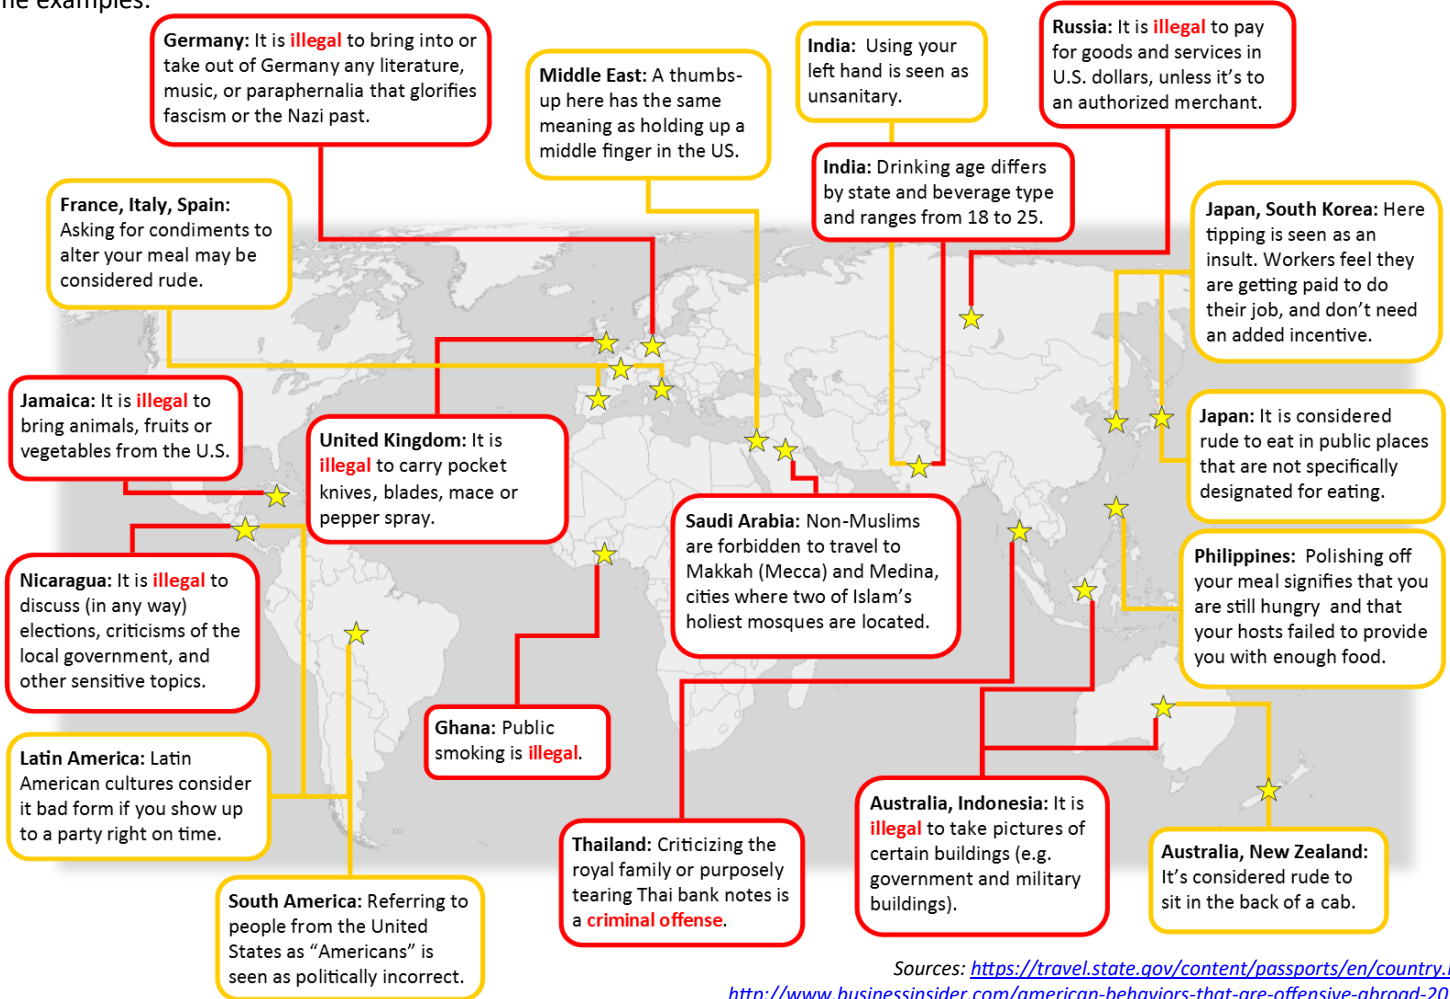 ne examples:
Germany: It is illegal to bring into or
take out of Germany any literature,
music, or paraphernalia that glorifies
fascism or the Nazi past.
Middle East: A thumbs-
up here has the same
meaning as holding up a
middle finger in the US.
India:  Using your
left hand is seen as
unsanitary.
Russia: It is illegal to pay
for goods and services in
U.S. dollars, unless it's to
an authorized merchant.
India: Drinking age differs
by state and beverage type
and ranges from 18 to 25.
France, Italy, Spain:
Asking for condiments to
alter your meal may be
considered rude.
Japan, South Korea: Here
tipping is seen as an
insult. Workers feel they
are getting paid to do
their job, and don't need
an added incentive.
Jamaica: It is illegal to
bring animals, fruits or
vegetables from the U.S.
United Kingdom: It is
illegal to carry pocket
knives, blades, mace or
pepper spray.
Japan: It is considered
rude to eat in public places
that are not specifically
designated for eating.
Saudi Arabia: Non-Muslims
are forbidden to travel to
Makkah (Mecca) and Medina,
cities where two of Islam's
holiest mosques are located.
Philippines:  Polishing off
your meal signifies that you
are still hungry  and that
your hosts failed to provide
you with enough food.
Nicaragua: It is illegal to
discuss (in any way)
elections, criticisms of the
local government, and
other sensitive topics.
Ghana: Public
smoking is illegal.
Latin America: Latin
American cultures consider
it bad form if you show up
to a party right on time.
Thailand: Criticizing the
royal family or purposely
tearing Thai bank notes is
a criminal offense.
Australia, Indonesia: It is
illegal to take pictures of
certain buildings (e.g.
government and military
buildings).
Australia, New Zealand:
It's considered rude to
sit in the back of a cab.
South America: Referring to
people from the United
States as “Americans” is
seen as politically incorrect.
Sources: https://travel.state.gov/content/passports/en/country.
http://www.businessinsider.com/american-behaviors-that-are-offensive-abroad-20